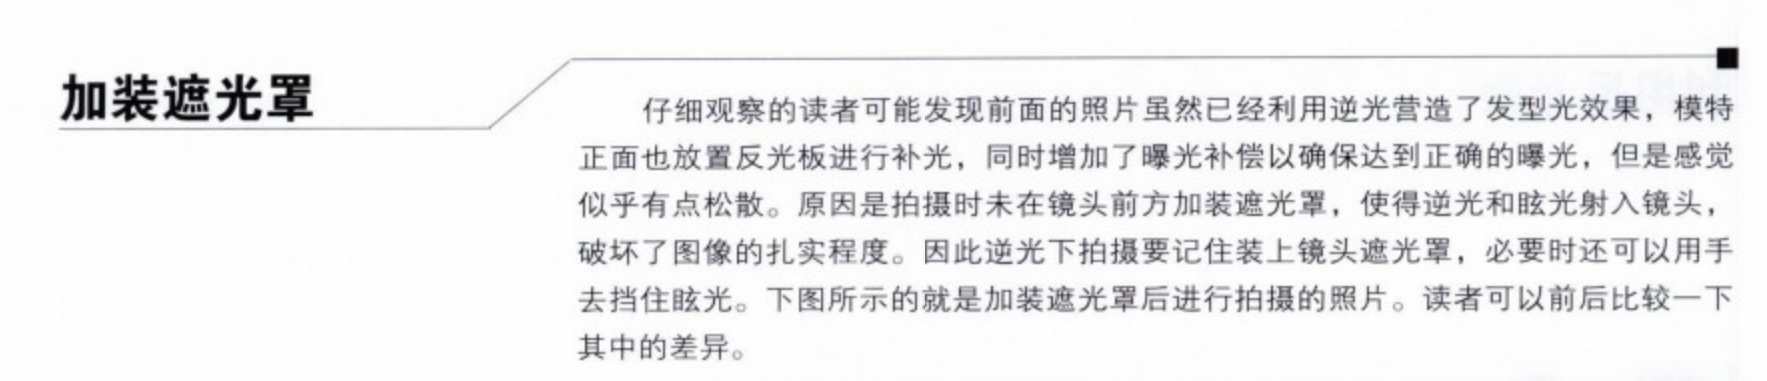 加装遮光罩
仔细观察的读者可能发现前面的照片虽然已经利用逆光营造了发型光效果，模特
正面也放置反光板进行补光，同时增加了曝光补偿以确保达到正确的曝光，但是感觉
似乎有点松散。原因是拍摄时未在镜头前方加装遮光罩，使得逆光和眩光射入镜头，
破坏了图像的扎实程度。因此逆光下拍摄要记住装上镜头遮光罩，必要时还可以用手
去挡住眩光。下图所示的就是加装遮光罩后进行拍摄的照片。读者可以前后比较一下
其中的差异。